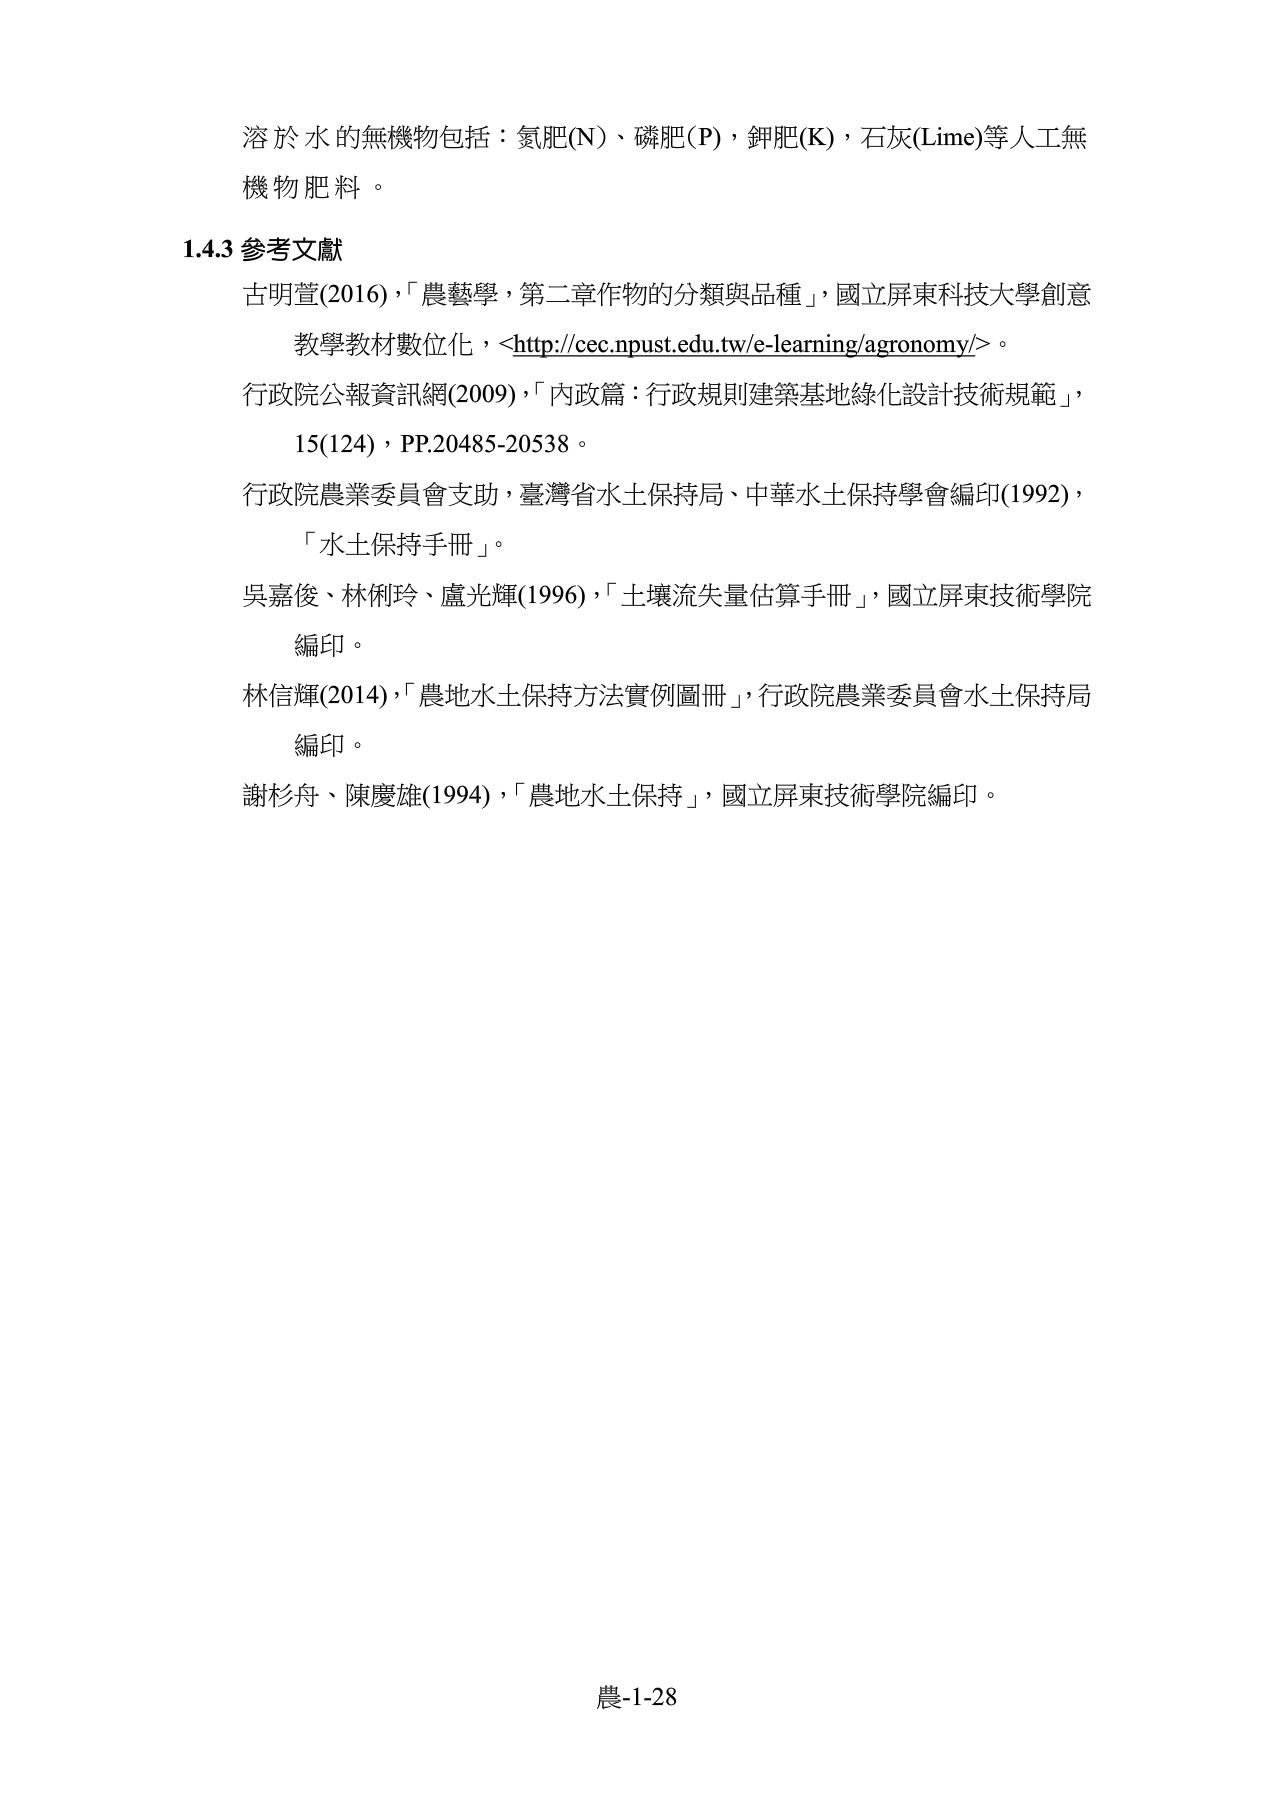 溶於水的無機物包括：氮肥(N)、磷肥(P)，鉀肥(K)，石灰(Lime)等人工無
機物肥料。
1.4.3 參考文獻
古明萱(2016)，「農藝學，第二章作物的分類與品種」，國立屏東科技大學創意
教學教材數位化，<http://cec.npust.edu.tw/e-learning/agronomy/>。
行政院公報資訊網(2009)，「內政篇：行政規則建築基地綠化設計技術規範」，
15(124)，PP.20485-20538。
行政院農業委員會支助，臺灣省水土保持局、中華水土保持學會編印(1992)，
「水土保持手冊」。
吳嘉俊、林俐玲、盧光輝(1996)，「土壤流失量估算手冊」，國立屏東技術學院
編印。
林信輝(2014)，「農地水土保持方法實例圖冊」，行政院農業委員會水土保持局
編印。
謝杉舟、陳慶雄(1994)，「農地水土保持」，國立屏東技術學院編印。
農-1-28